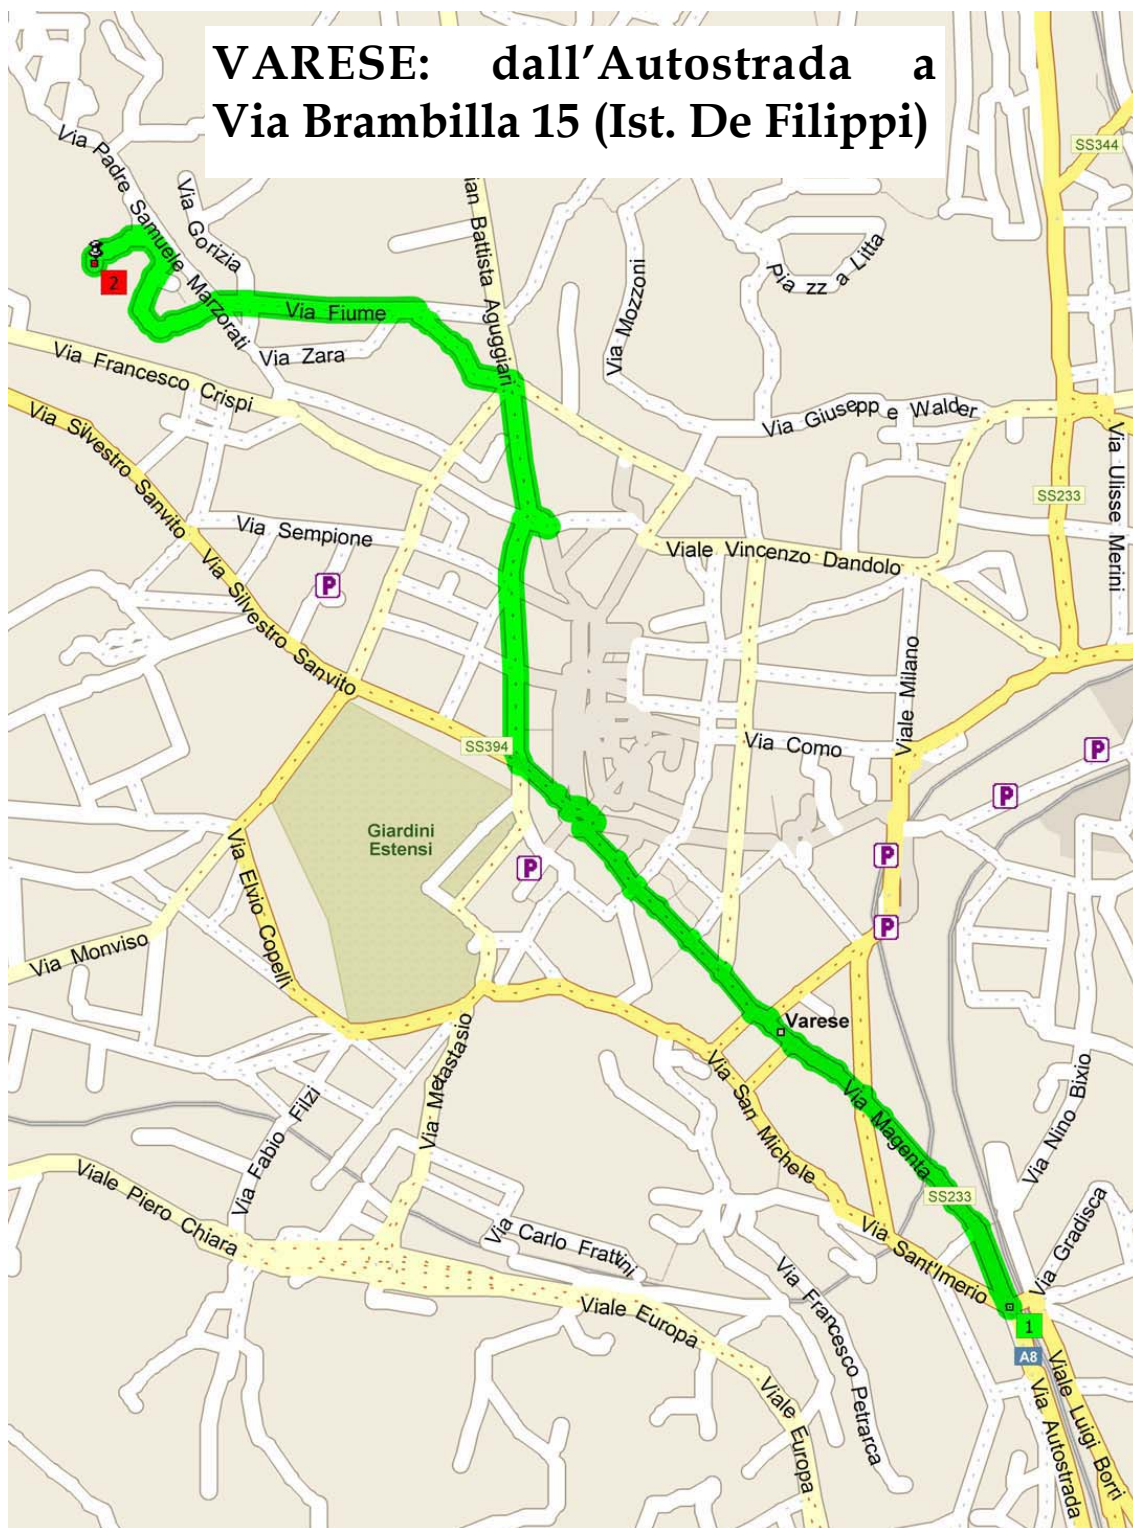 VARESE: dall'Autostrada a
Via Brambilla 15 (Ist. De Filippi)
SS344
Via Padre Samuele Marzorati
Via Gorizia
ian Battista Aguggiari
Via Mozzoni
Piazza Litta
2
Via Fiume
Via Zara
Via Francesco Crispi
Via Giuseppe Walder
Via Silvestro Sanvito
Via Ulisse Merini
SS233
Via Sempione
Viale Vincenzo Dandolo
P
Via Silvestro Sanvito
Viale Milano
SS394
Via Como
P
P
Giardini
Estensi
P
P
Via Elvio Copelli
P
Via Monviso
Varese
Via Metastasio
Via San Michele
Via Magenta
Via Nino Bixio
Via Fabio Filzi
Viale Piero Chiara
SS233
Via Gradisca
Via Carlo Frattini
Via Sant'Imerio
Via Francesco Petrarca
Viale Europa
1
A8
Viale Luigi Borri
Viale Europa
Via Autostrada